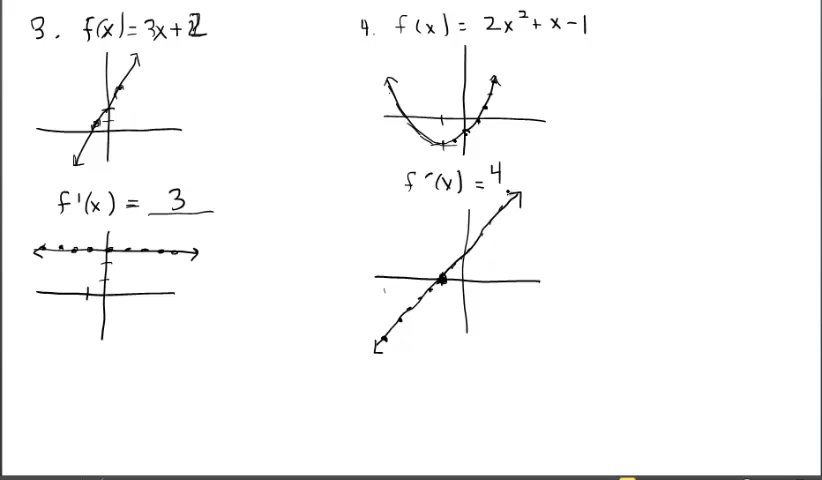 3. f(x) = 3x + 2
4. f(x) = 2x² + x - 1
f'(x) = 3
f'(x) = 4